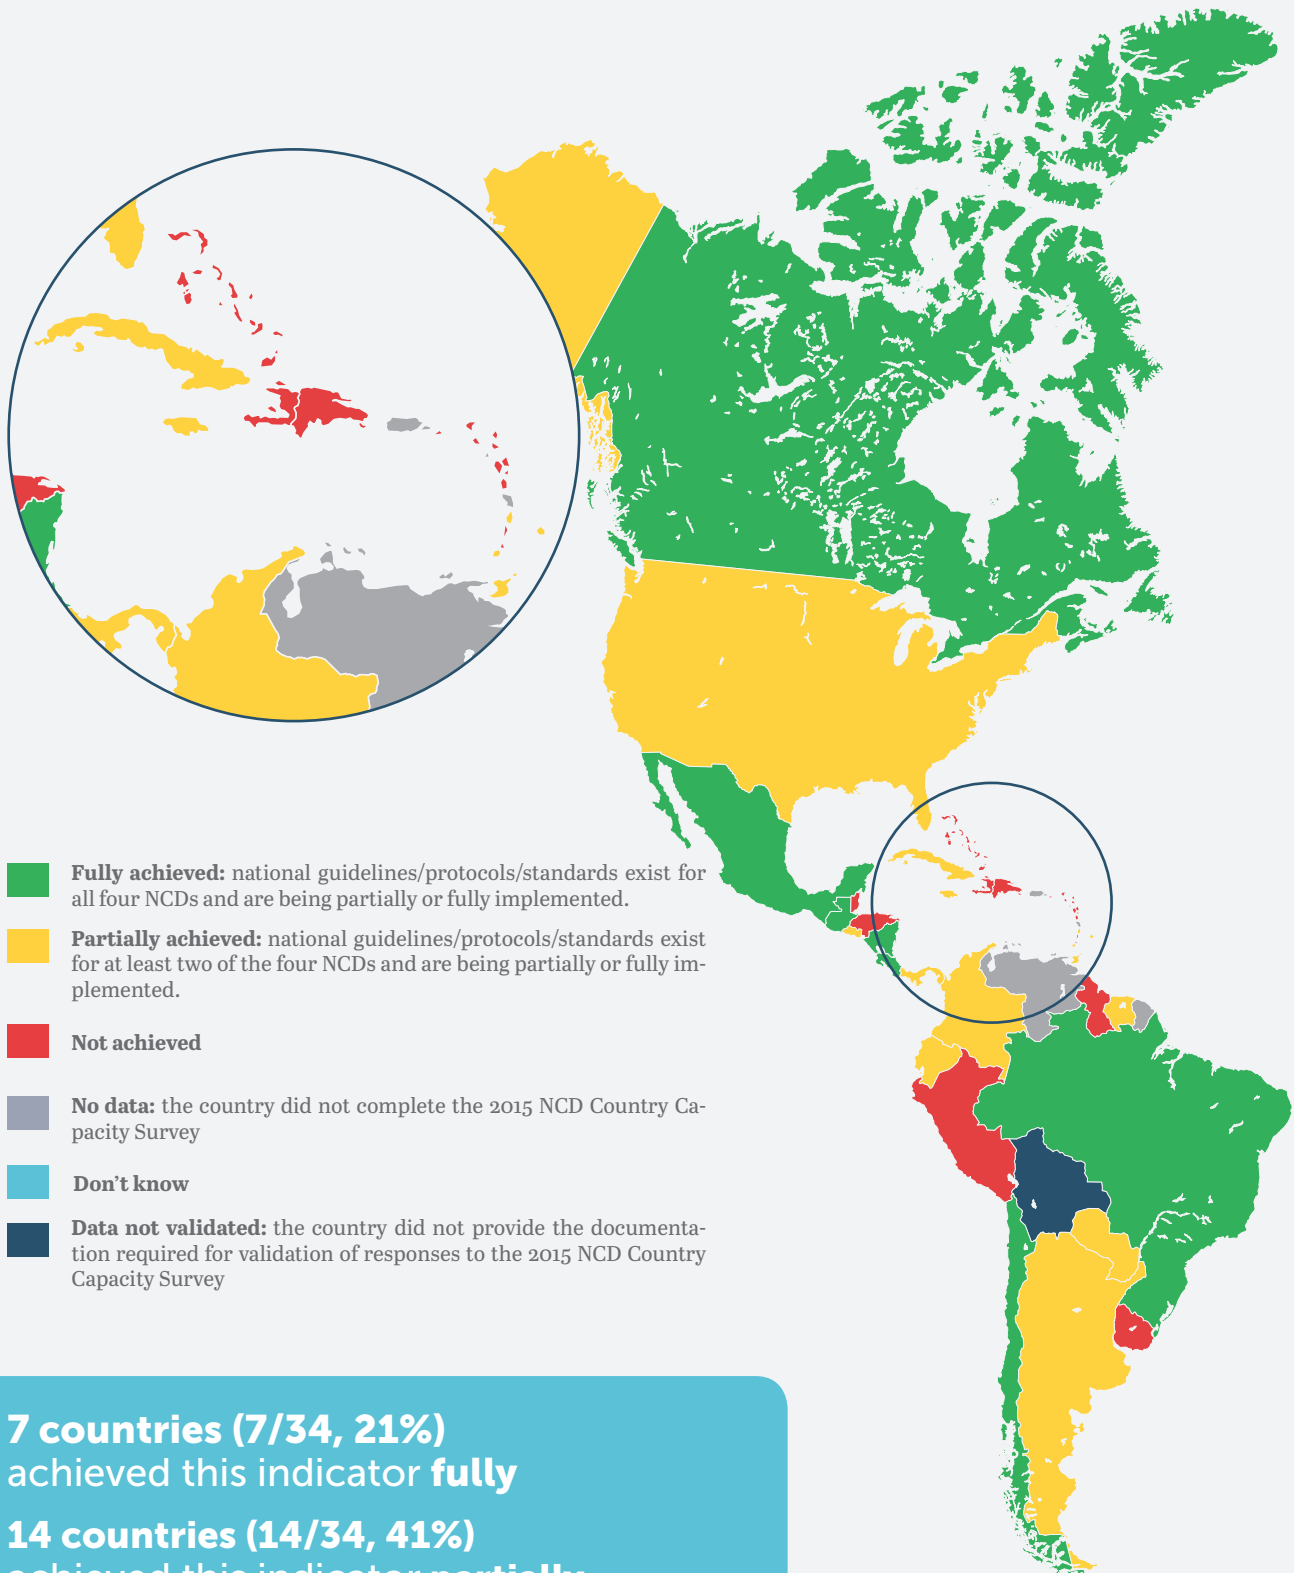 Fully achieved: national guidelines/protocols/standards exist for
all four NCDs and are being partially or fully implemented.
Partially achieved: national guidelines/protocols/standards exist
for at least two of the four NCDs and are being partially or fully im-
plemented.
Not achieved
No data: the country did not complete the 2015 NCD Country Ca-
pacity Survey
Don't know
Data not validated: the country did not provide the documenta-
tion required for validation of responses to the 2015 NCD Country
Capacity Survey
7 countries (7/34, 21%)
achieved this indicator fully
14 countries (14/34, 41%)
achieved this indicator partially